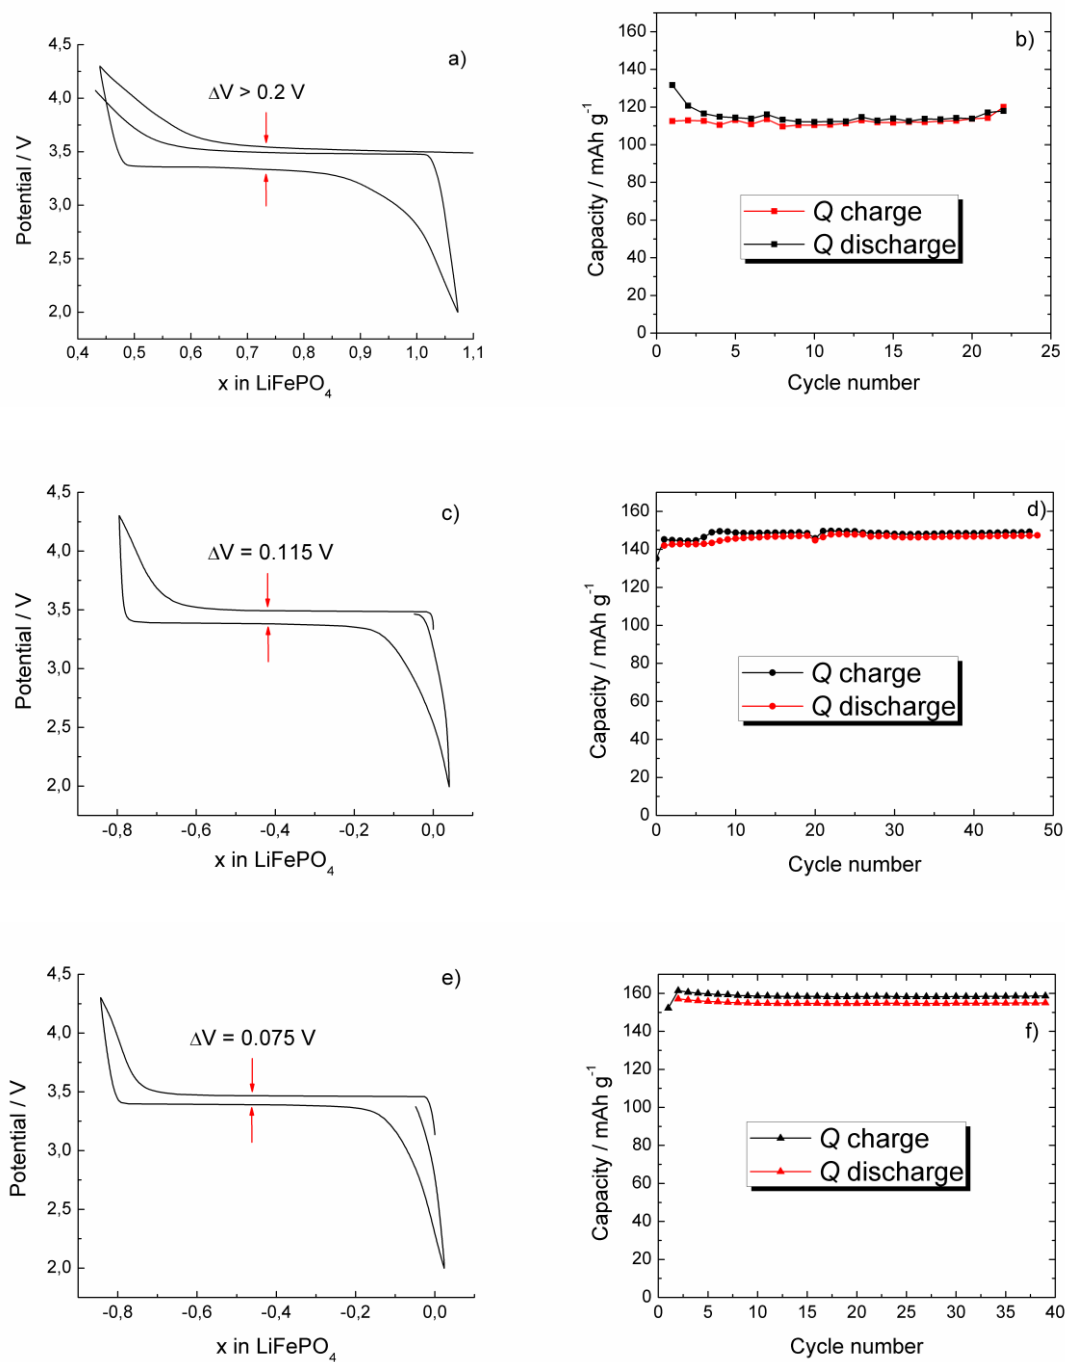 a)
4,5
4,0
3,5
3,0
2,5
2,0
Potential / V
ΔV > 0.2 V
0,4 0,5 0,6 0,7 0,8 0,9 1,0 1,1
x in LiFePO4
b)
160
140
120
100
80
60
40
20
0
Capacity / mAh g-1
Q charge
Q discharge
0 5 10 15 20 25
Cycle number
c)
4,5
4,0
3,5
3,0
2,5
2,0
Potential / V
ΔV = 0.115 V
-0,8 -0,6 -0,4 -0,2 0,0
x in LiFePO4
d)
160
140
120
100
80
60
40
20
0
Capacity / mAh g-1
Q charge
Q discharge
0 10 20 30 40 50
Cycle number
e)
4,5
4,0
3,5
3,0
2,5
2,0
Potential / V
ΔV = 0.075 V
-0,8 -0,6 -0,4 -0,2 0,0
x in LiFePO4
f)
160
140
120
100
80
60
40
20
0
Capacity / mAh g-1
Q charge
Q discharge
0 5 10 15 20 25 30 35 40
Cycle number